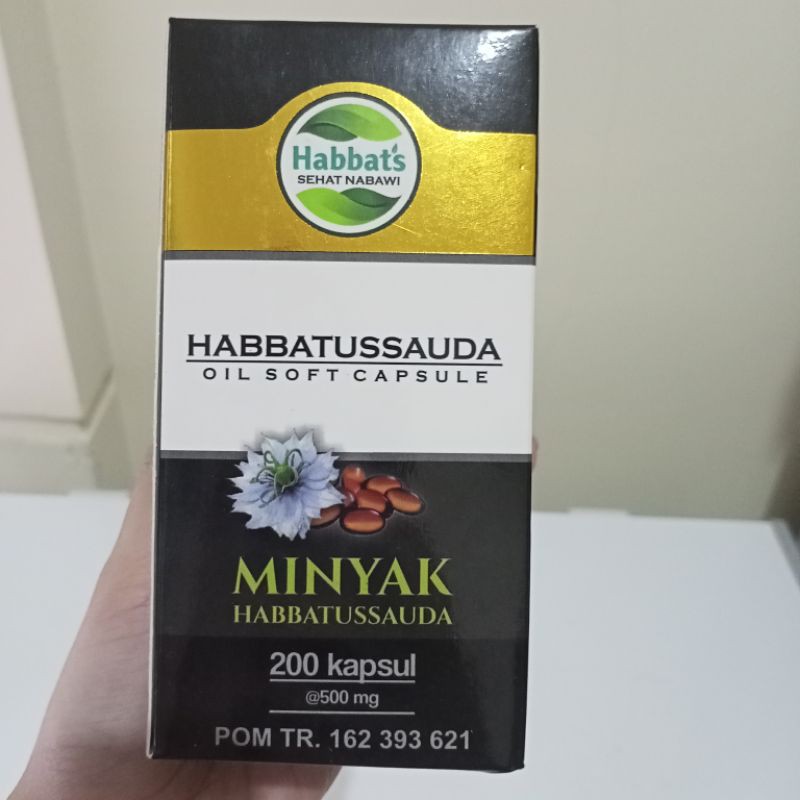 Habbat's
SEHAT NABAWI
HABBATUSSAUDA
OIL SOFT CAPSULE
MINYAK
HABBATUSSAUDA
200 kapsul
@500 mg
POM TR. 162 393 621